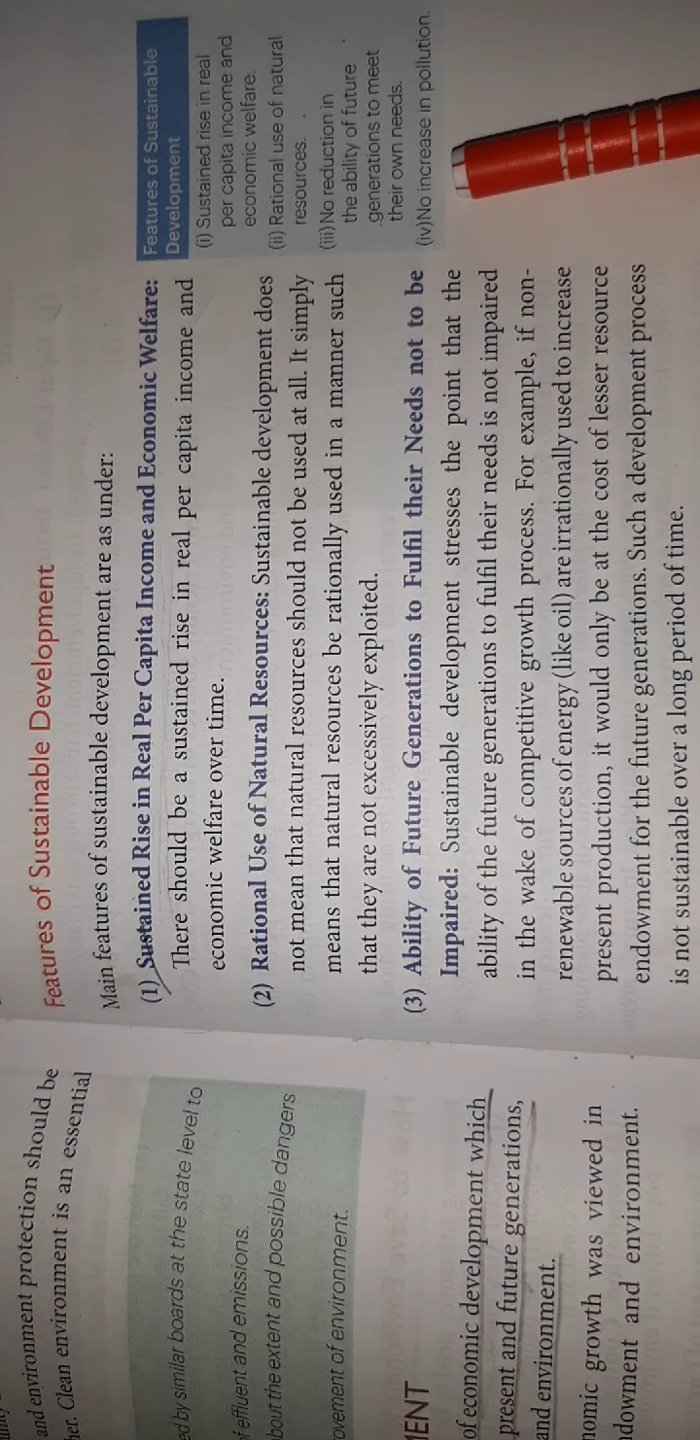 and environment protection should be
her. Clean environment is an essential
ed by similar boards at the state level to
of effluent and emissions.
bout the extent and possible dangers
ovement of environment.
MENT
of economic development which
present and future generations,
and environment.
nomic growth was viewed in
dowment and environment.
Features of Sustainable Development
Main features of sustainable development are as under:
(1) Sustained Rise in Real Per Capita Income and Economic Welfare:
There should be a sustained rise in real per capita income and
economic welfare over time.
(2) Rational Use of Natural Resources: Sustainable development does
not mean that natural resources should not be used at all. It simply
means that natural resources be rationally used in a manner such
that they are not excessively exploited.
(3) Ability of Future Generations to Fulfil their Needs not to be
Impaired: Sustainable development stresses the point that the
ability of the future generations to fulfil their needs is not impaired
in the wake of competitive growth process. For example, if non-
renewable sources of energy (like oil) are irrationally used to increase
present production, it would only be at the cost of lesser resource
endowment for the future generations. Such a development process
is not sustainable over a long period of time.
Features of Sustainable
Development
(i) Sustained rise in real
per capita income and
economic welfare.
(ii) Rational use of natural
resources.
(iii) No reduction in
the ability of future
generations to meet
their own needs.
(iv) No increase in pollution.